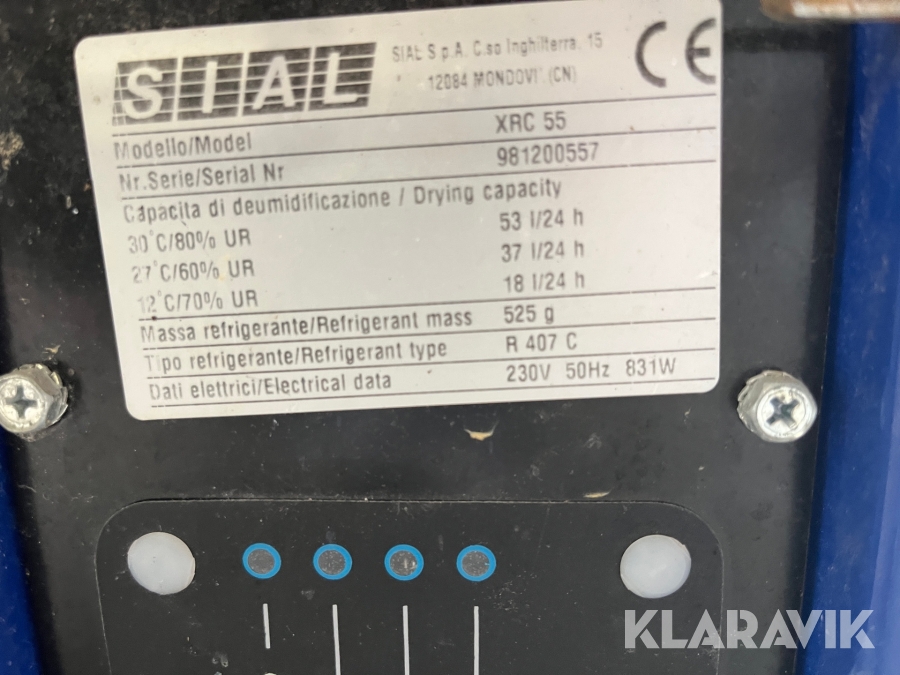 SIAL
SIAL S.p.A. C.so Inghilterra, 15
12084 MONDOVI' (CN)
CE
Modello/Model XRC 55
Nr.Serie/Serial Nr 981200557
Capacita di deumidificazione / Drying capacity
30°C/80% UR 53 l/24 h
27°C/60% UR 37 l/24 h
12°C/70% UR 18 l/24 h
Massa refrigerante/Refrigerant mass 525 g
Tipo refrigerante/Refrigerant type R 407 C
Dati elettrici/Electrical data 230V 50Hz 831W
KLARAVIK